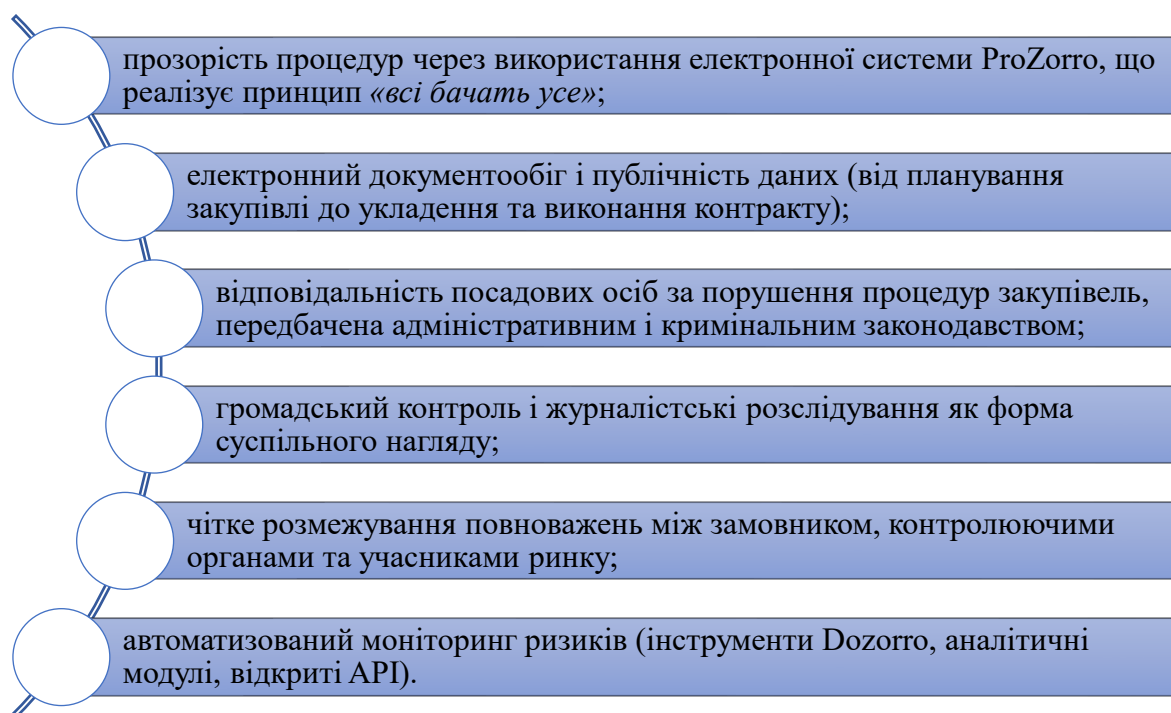 прозорість процедур через використання електронної системи ProZorro, що
реалізує принцип «всі бачать усе»;
електронний документообіг і публічність даних (від планування
закупівлі до укладення та виконання контракту);
відповідальність посадових осіб за порушення процедур закупівель,
передбачена адміністративним і кримінальним законодавством;
громадський контроль і журналістські розслідування як форма
суспільного нагляду;
чітке розмежування повноважень між замовником, контролюючими
органами та учасниками ринку;
автоматизований моніторинг ризиків (інструменти Dozorro, аналітичні
модулі, відкриті API).